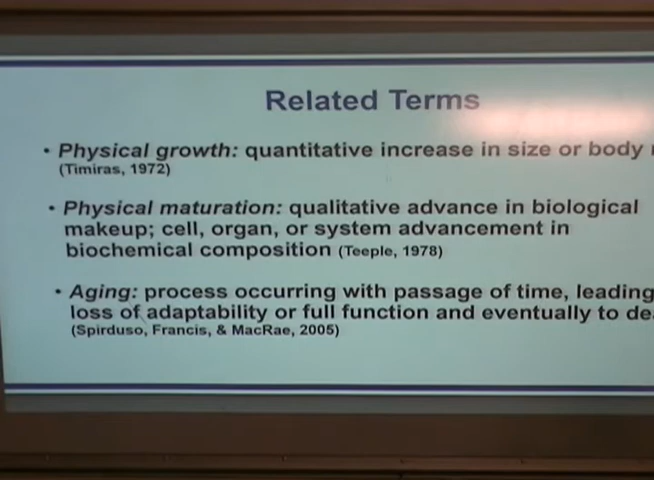 Related Terms
• Physical growth: quantitative increase in size or body
(Timiras, 1972)
• Physical maturation: qualitative advance in biological
makeup; cell, organ, or system advancement in
biochemical composition (Teeple, 1978)
• Aging: process occurring with passage of time, leading
loss of adaptability or full function and eventually to
(Spirduso, Francis, & MacRae, 2005)